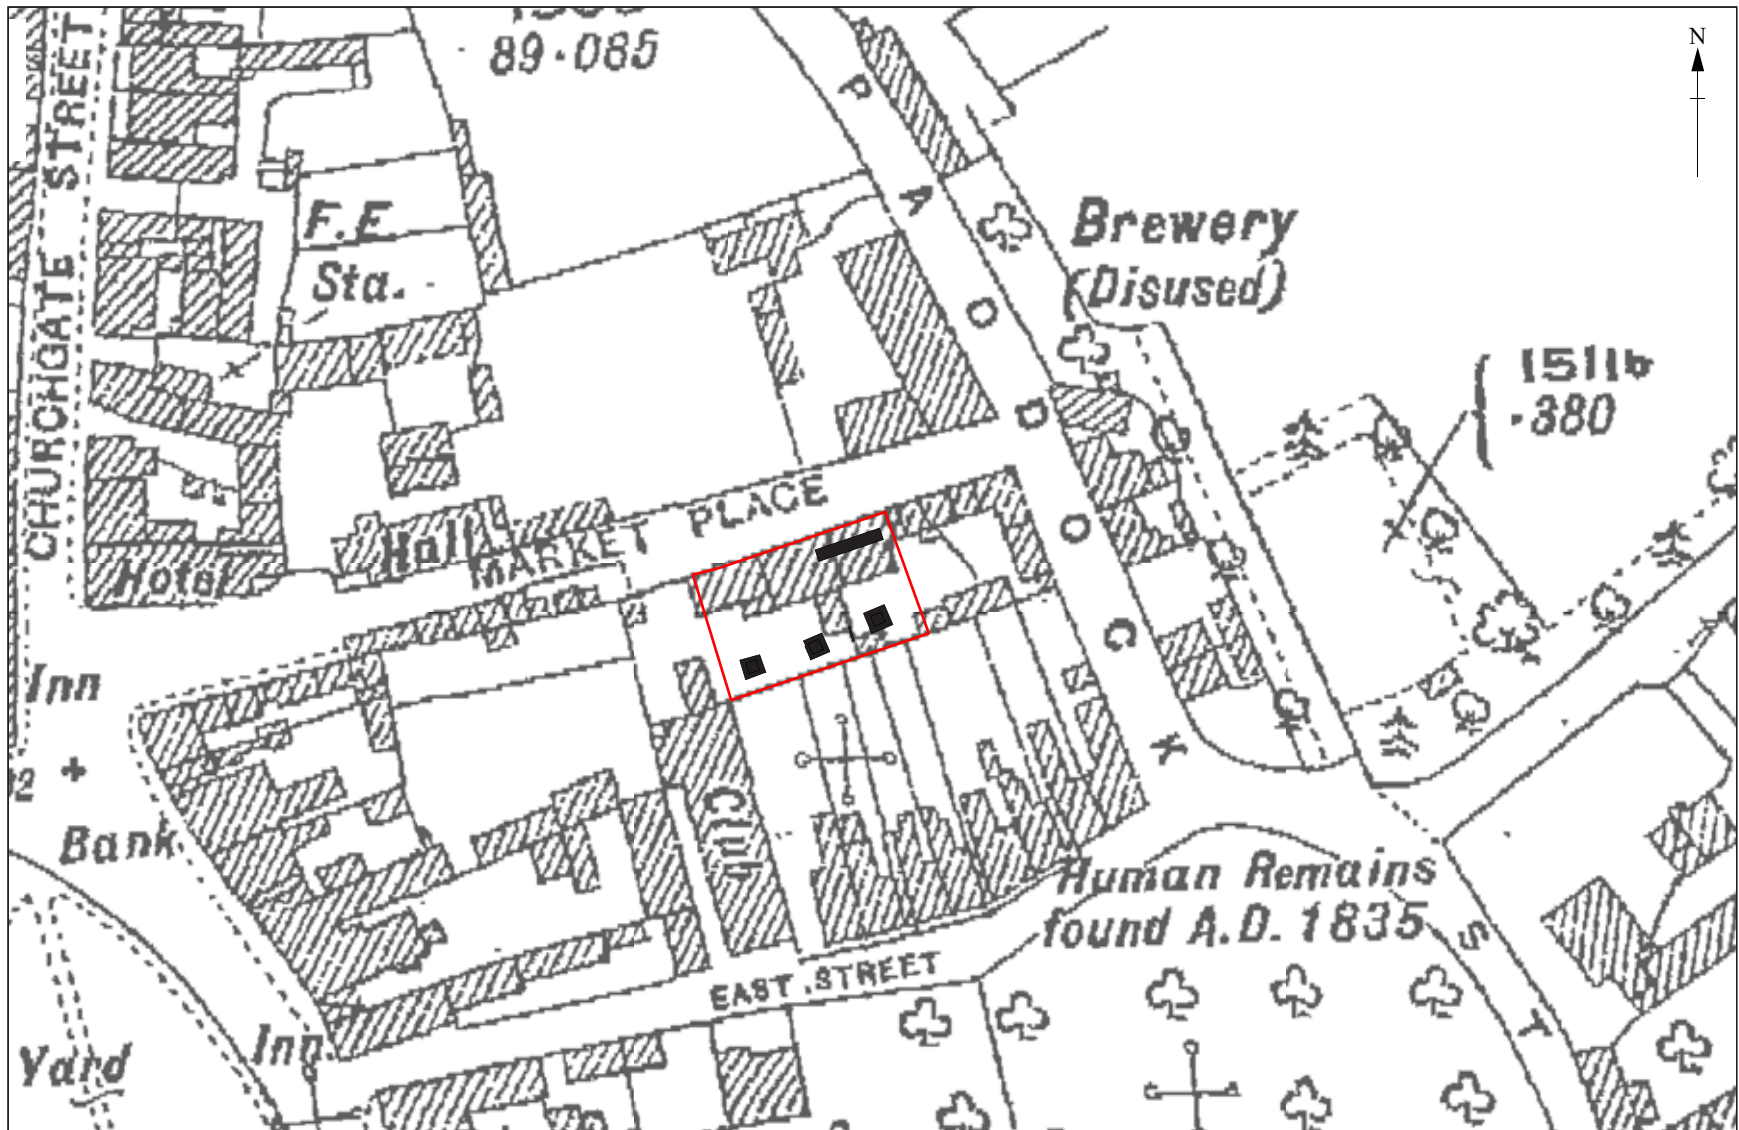 89·085
N
CHURCHGATE STREET
F.E.
Sta.
PADDOCK ST
Brewery
(Disused)
·380
MARKET PLACE
Hall
Hotel
Inn
Bank
Club
Human Remains
found A.D. 1835
EAST STREET
Inn
Yard